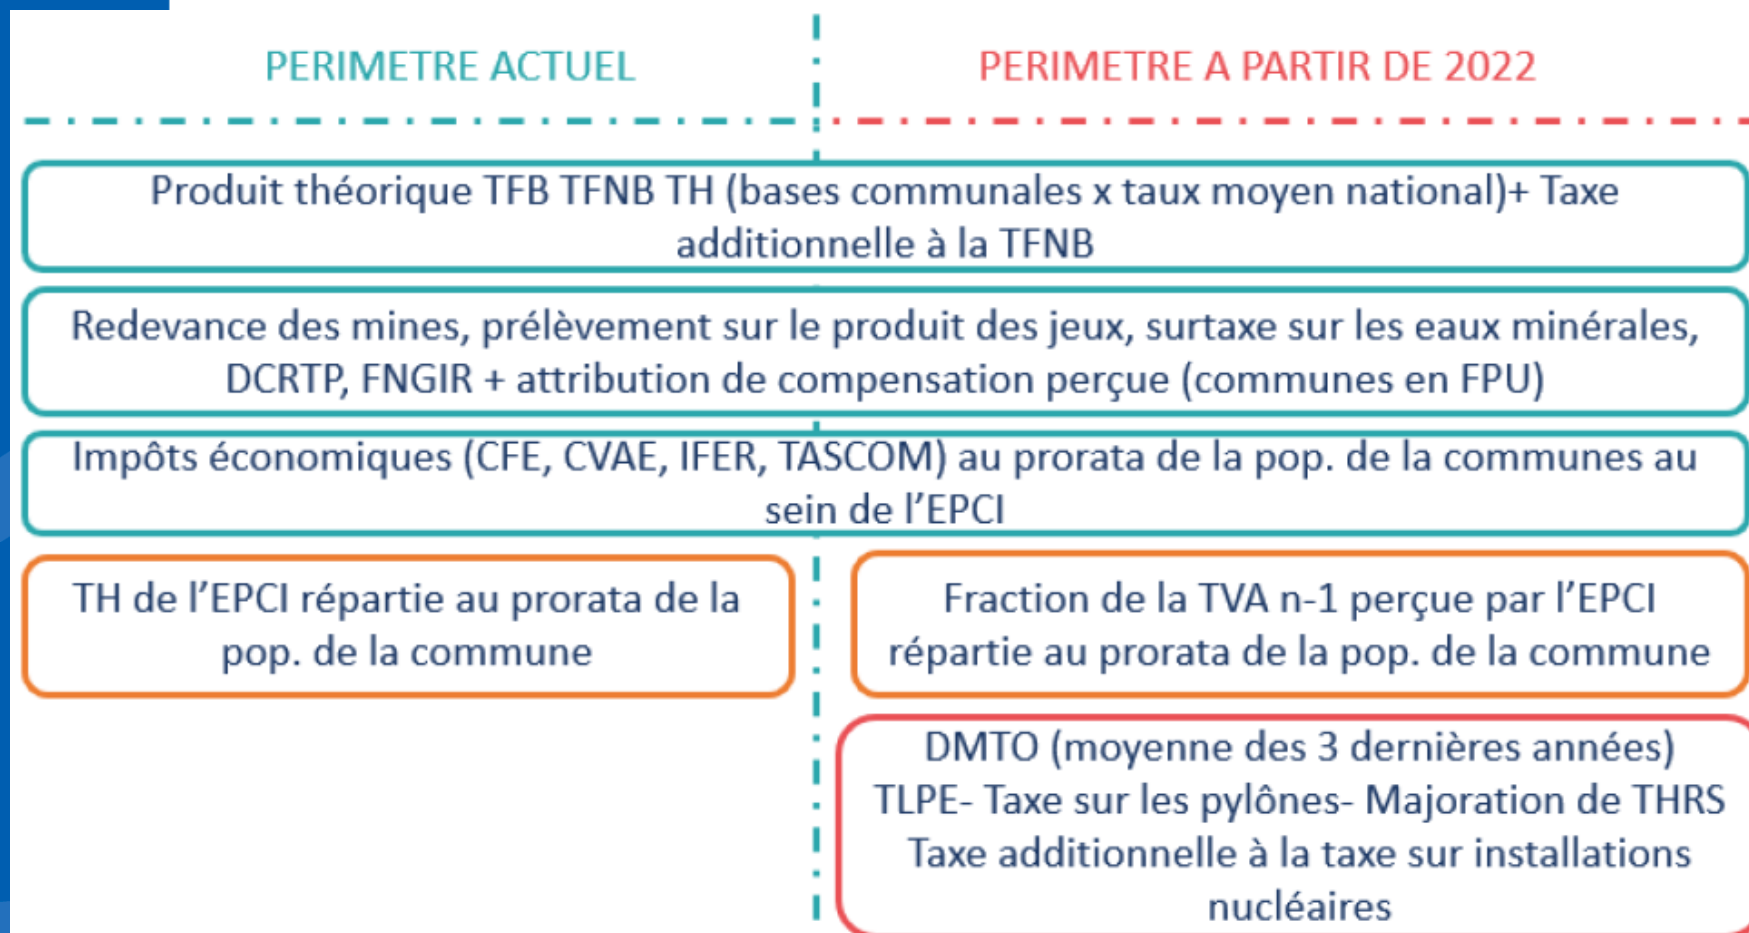 PERIMETRE ACTUEL
PERIMETRE A PARTIR DE 2022
Produit théorique TFB TFNB TH (bases communales x taux moyen national)+ Taxe
additionnelle à la TFNB
Redevance des mines, prélèvement sur le produit des jeux, surtaxe sur les eaux minérales,
DCRTP, FNGIR + attribution de compensation perçue (communes en FPU)
Impôts économiques (CFE, CVAE, IFER, TASCOM) au prorata de la pop. de la communes au
sein de l’EPCI
TH de l’EPCI répartie au prorata de la
pop. de la commune
Fraction de la TVA n-1 perçue par l’EPCI
répartie au prorata de la pop. de la commune
DMTO (moyenne des 3 dernières années)
TLPE- Taxe sur les pylônes- Majoration de THRS
Taxe additionnelle à la taxe sur installations
nucléaires